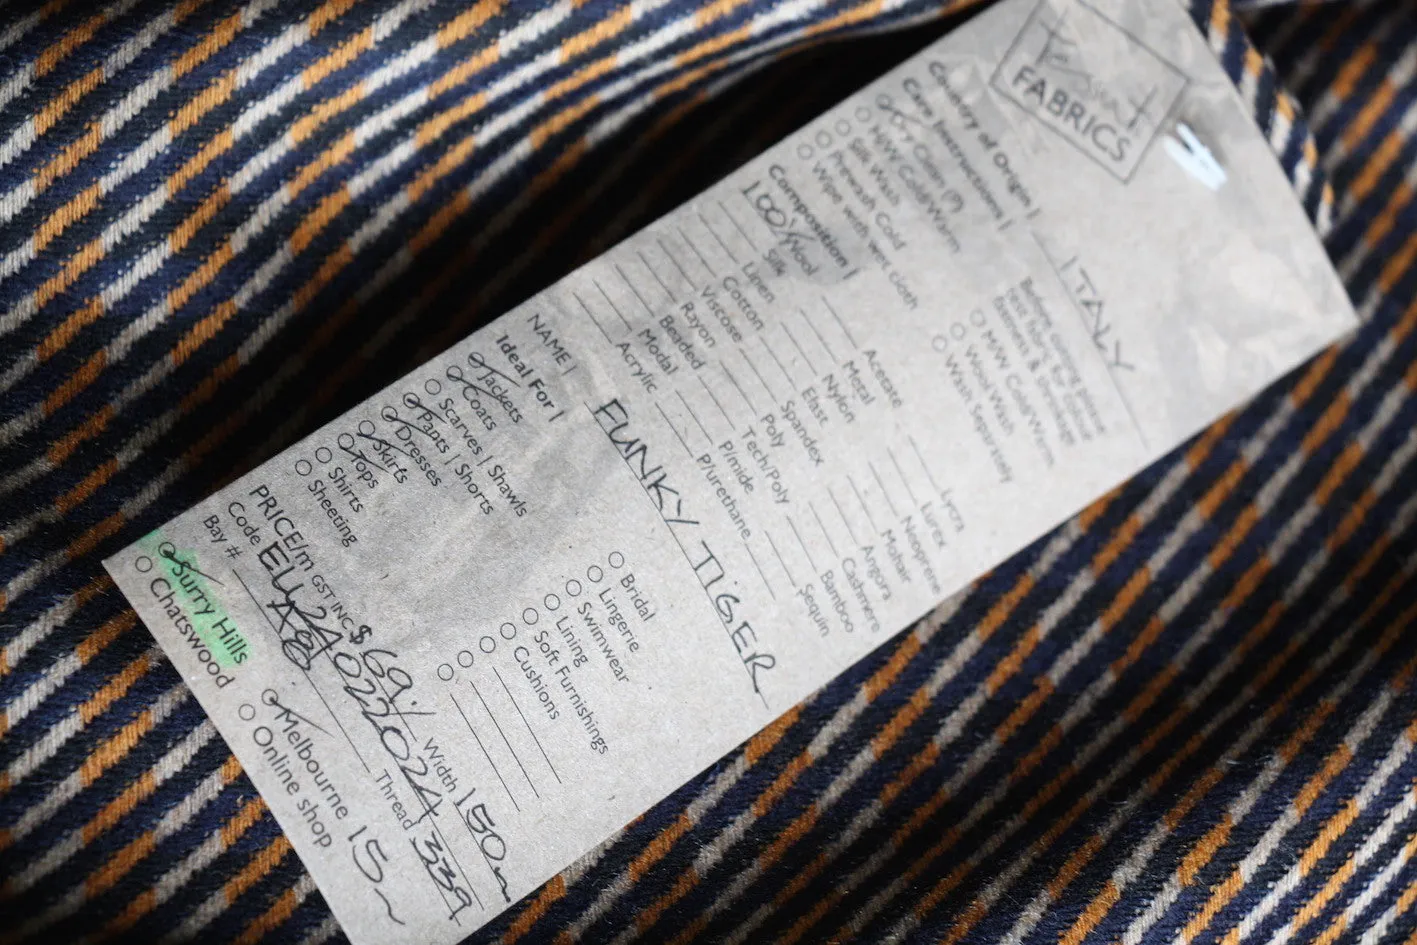 FABRICS
Country of Origin | ITALY
Care Instructions |
Dry Clean (P)
H/W Cold/Warm
Silk Wash
Prewash Cold
Wipe with wet cloth
Before cutting please
test fabric for colour
fastness & shrinkage
M/W Cold/Warm
Wool Wash
Wash Separately
Composition |
100% Wool
Silk
Linen
Cotton
Viscose
Rayon
Beaded
Modal
Acrylic
Acetate
Metal
Nylon
Elast
Spandex
Poly
Tech/Poly
P/mide
P/urethane
Lycra
Lurex
Neoprene
Mohair
Angora
Cashmere
Bamboo
Sequin
NAME | FUNKY TIGER
Ideal For |
Jackets
Coats
Scarves | Shawls
Pants | Shorts
Dresses
Skirts
Tops
Shirts
Sheeting
Bridal
Lingerie
Swimwear
Lining
Soft Furnishings
Cushions
PRICE/m GST INC $ 69./ Width 150m
Code EU24022024 Thread 339
Bay # A80
Surry Hills
Chatswood
Melbourne 15m
Online shop